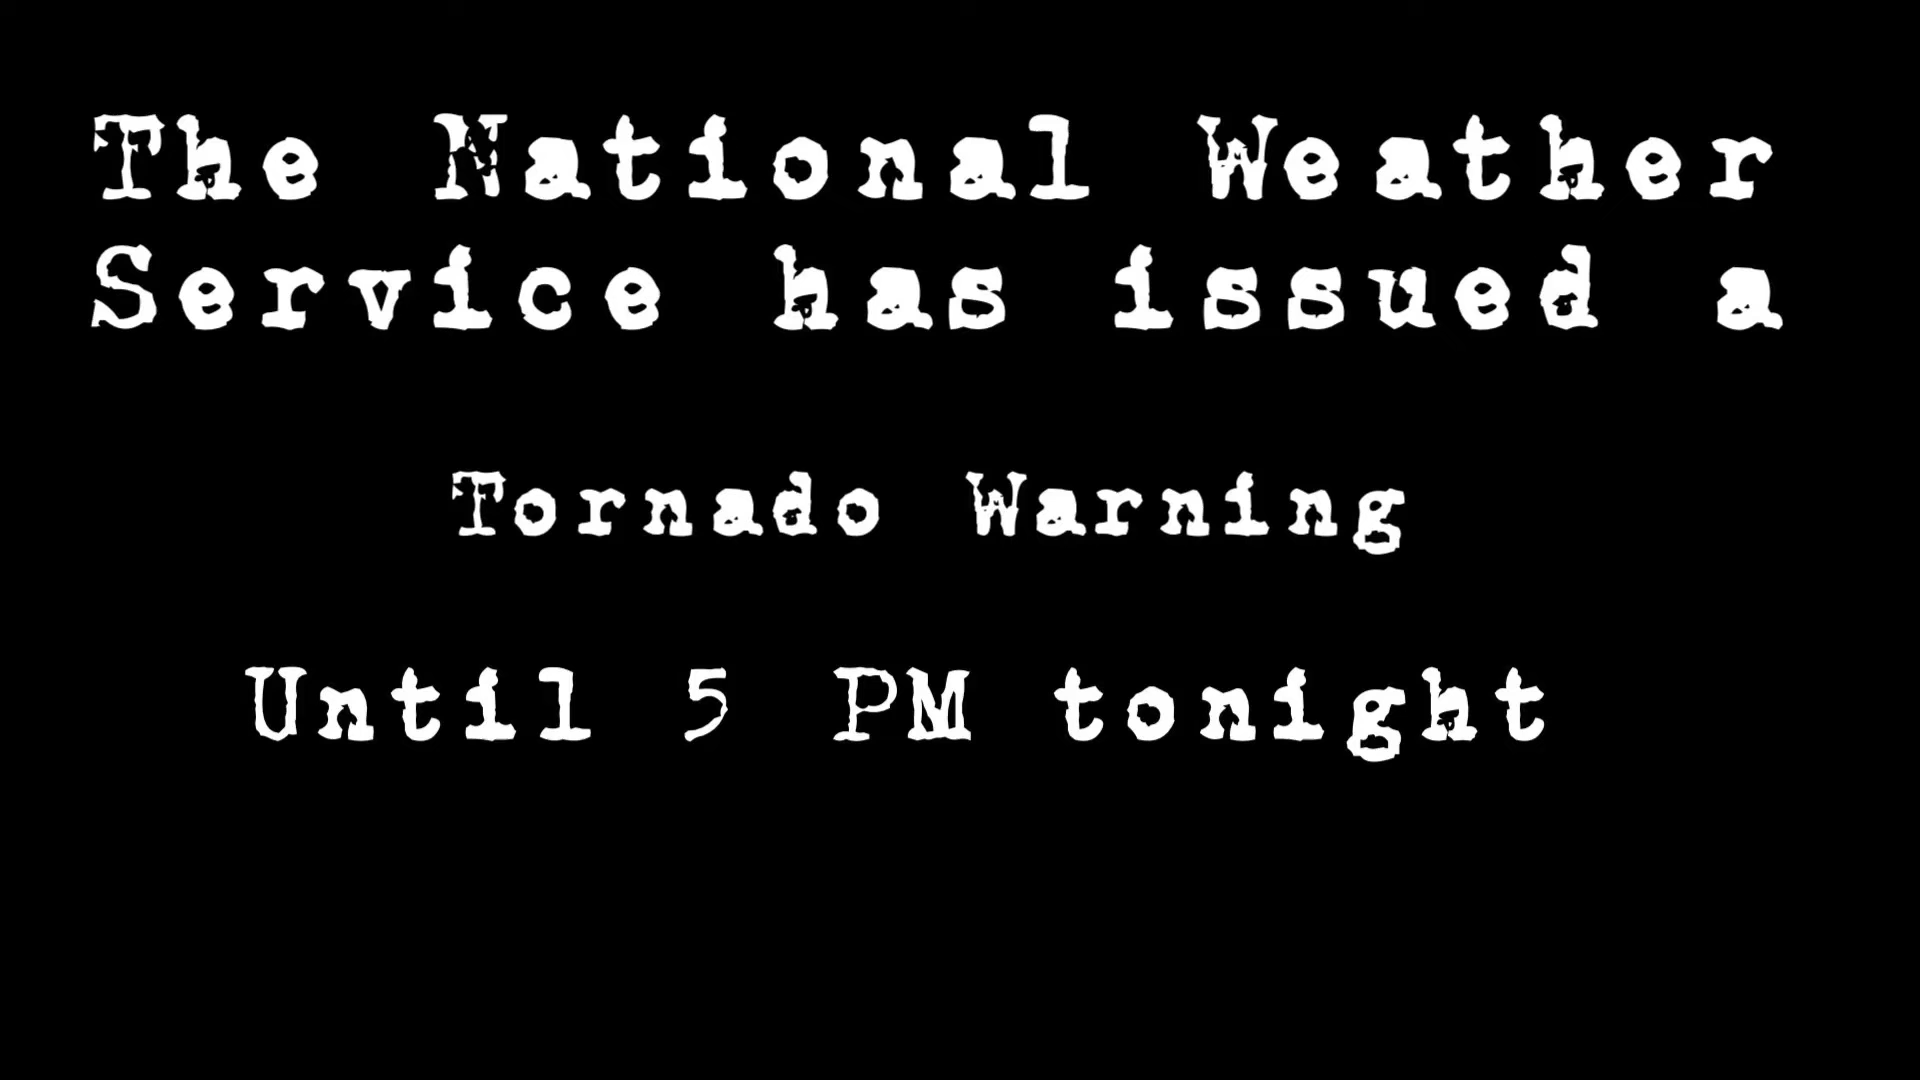 The National Weather
Service has issued a
Tornado Warning
Until 5 PM tonight